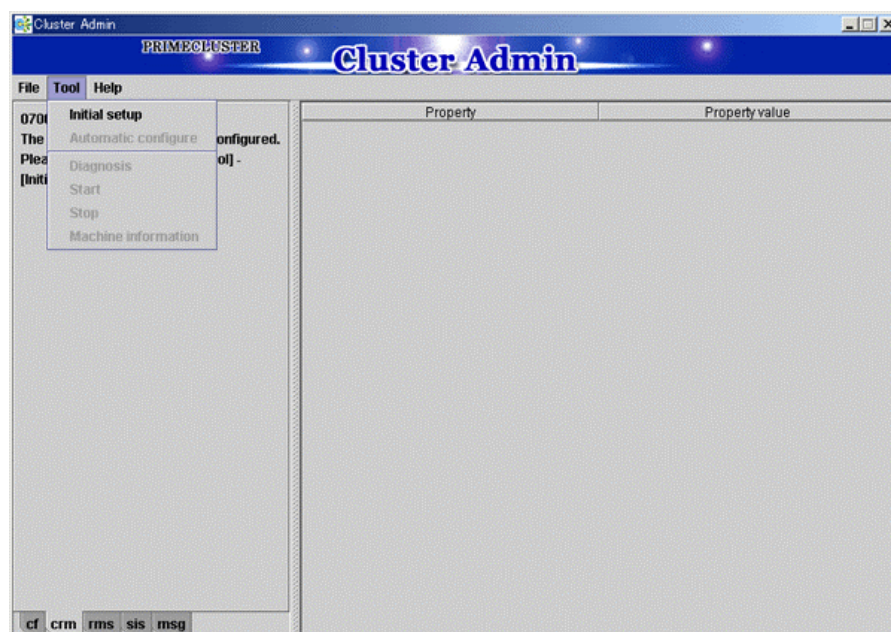 Cluster Admin
PRIMECLUSTER
Cluster Admin
File Tool Help
Initial setup
Automatic configure
Diagnosis
Start
Stop
Machine information
070
The
onfigured.
Plea
ol] -
[Initi
Property Property value
cf crm rms sis msg